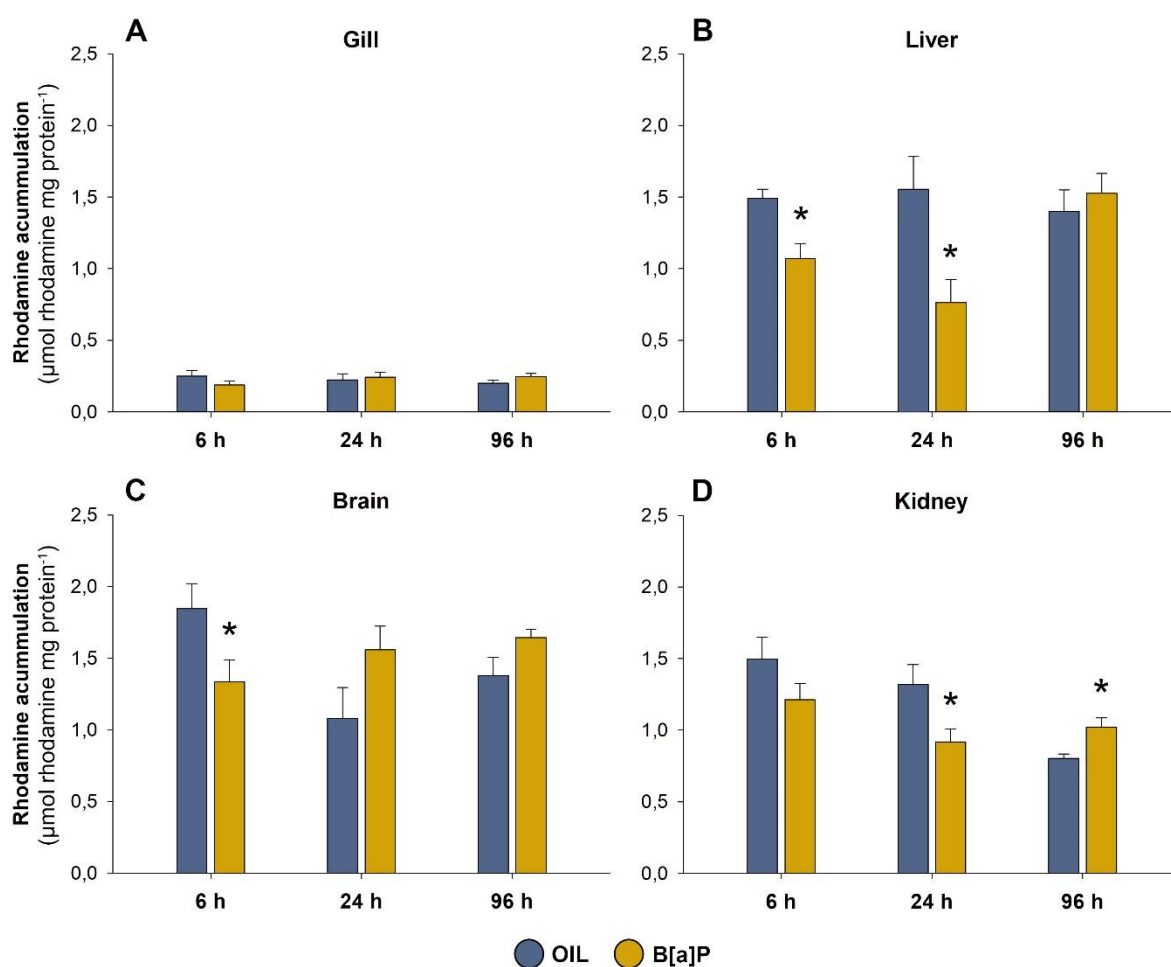 A
Gill
Rhodamine acummulation
(µmol rhodamine mg protein⁻¹)
2,5
2,0
1,5
1,0
0,5
0,0
6 h
24 h
96 h
B
Liver
2,5
2,0
1,5
1,0
0,5
0,0
*
*
6 h
24 h
96 h
C
Brain
Rhodamine acummulation
(µmol rhodamine mg protein⁻¹)
2,5
2,0
1,5
1,0
0,5
0,0
*
6 h
24 h
96 h
D
Kidney
2,5
2,0
1,5
1,0
0,5
0,0
*
*
6 h
24 h
96 h
OIL
B[a]P